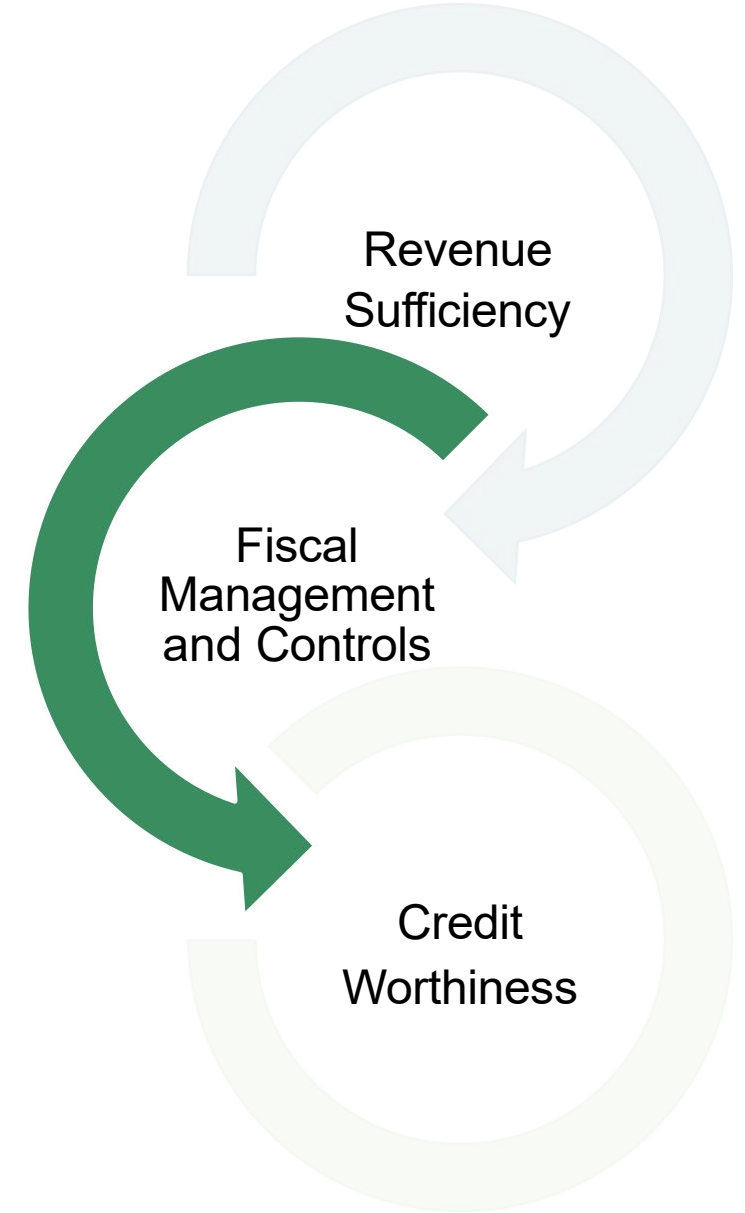 Revenue
Sufficiency
Fiscal
Management
and Controls
Credit
Worthiness